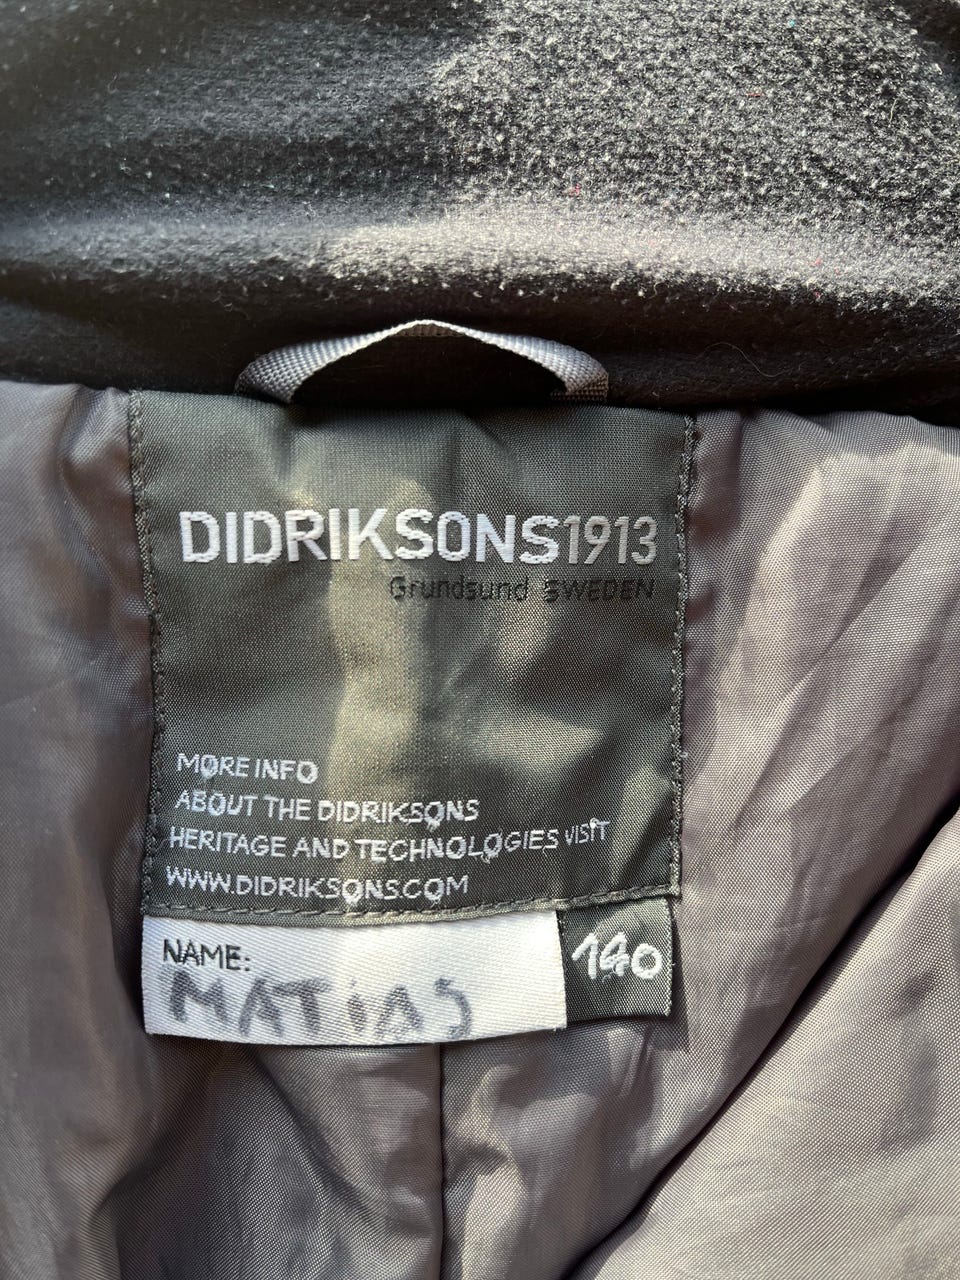 DIDRIKSONS1913
Grundsund SWEDEN
MORE INFO
ABOUT THE DIDRIKSONS
HERITAGE AND TECHNOLOGIES VISIT
WWW.DIDRIKSONS.COM
NAME:
MATiAS
140